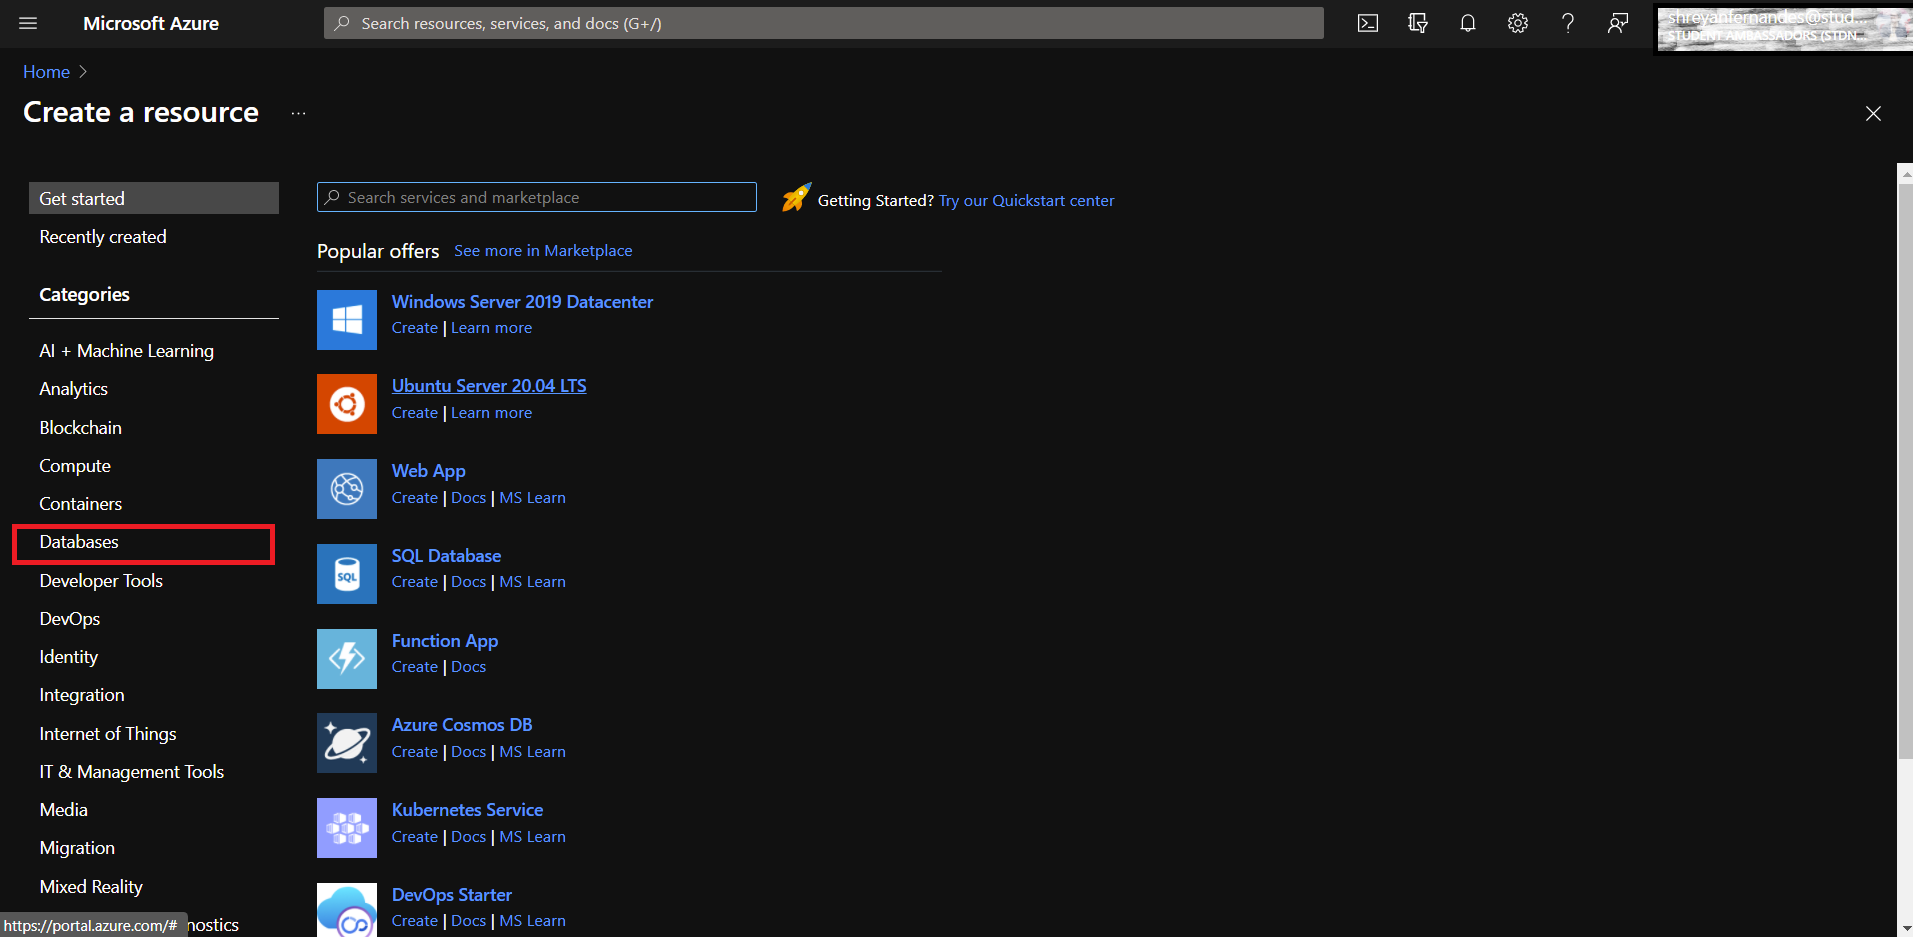 Microsoft Azure
Search resources, services, and docs (G+/)
shreyahfernandes@stud...
STUDENT AMBASSADORS (STDN...
Home
Create a resource
...
Get started
Recently created
Categories
AI + Machine Learning
Analytics
Blockchain
Compute
Containers
Databases
Developer Tools
DevOps
Identity
Integration
Internet of Things
IT & Management Tools
Media
Migration
Mixed Reality
nostics
https://portal.azure.com/#
Search services and marketplace
Getting Started? Try our Quickstart center
Popular offers See more in Marketplace
Windows Server 2019 Datacenter
Create | Learn more
Ubuntu Server 20.04 LTS
Create | Learn more
Web App
Create | Docs | MS Learn
SQL
SQL Database
Create | Docs | MS Learn
Function App
Create | Docs
Azure Cosmos DB
Create | Docs | MS Learn
Kubernetes Service
Create | Docs | MS Learn
DevOps Starter
Create | Docs | MS Learn